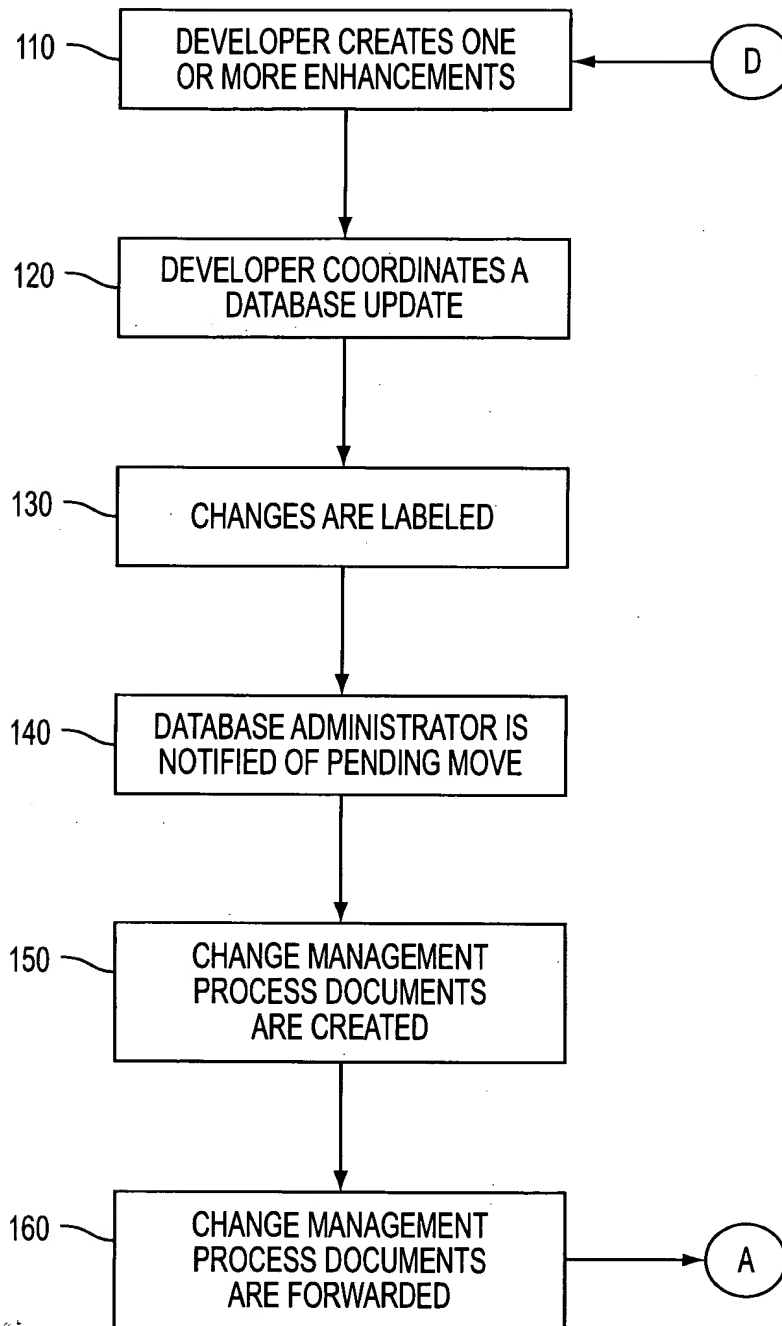 110
DEVELOPER CREATES ONE
OR MORE ENHANCEMENTS
D
120
DEVELOPER COORDINATES A
DATABASE UPDATE
130
CHANGES ARE LABELED
140
DATABASE ADMINISTRATOR IS
NOTIFIED OF PENDING MOVE
150
CHANGE MANAGEMENT
PROCESS DOCUMENTS
ARE CREATED
160
CHANGE MANAGEMENT
PROCESS DOCUMENTS
ARE FORWARDED
A